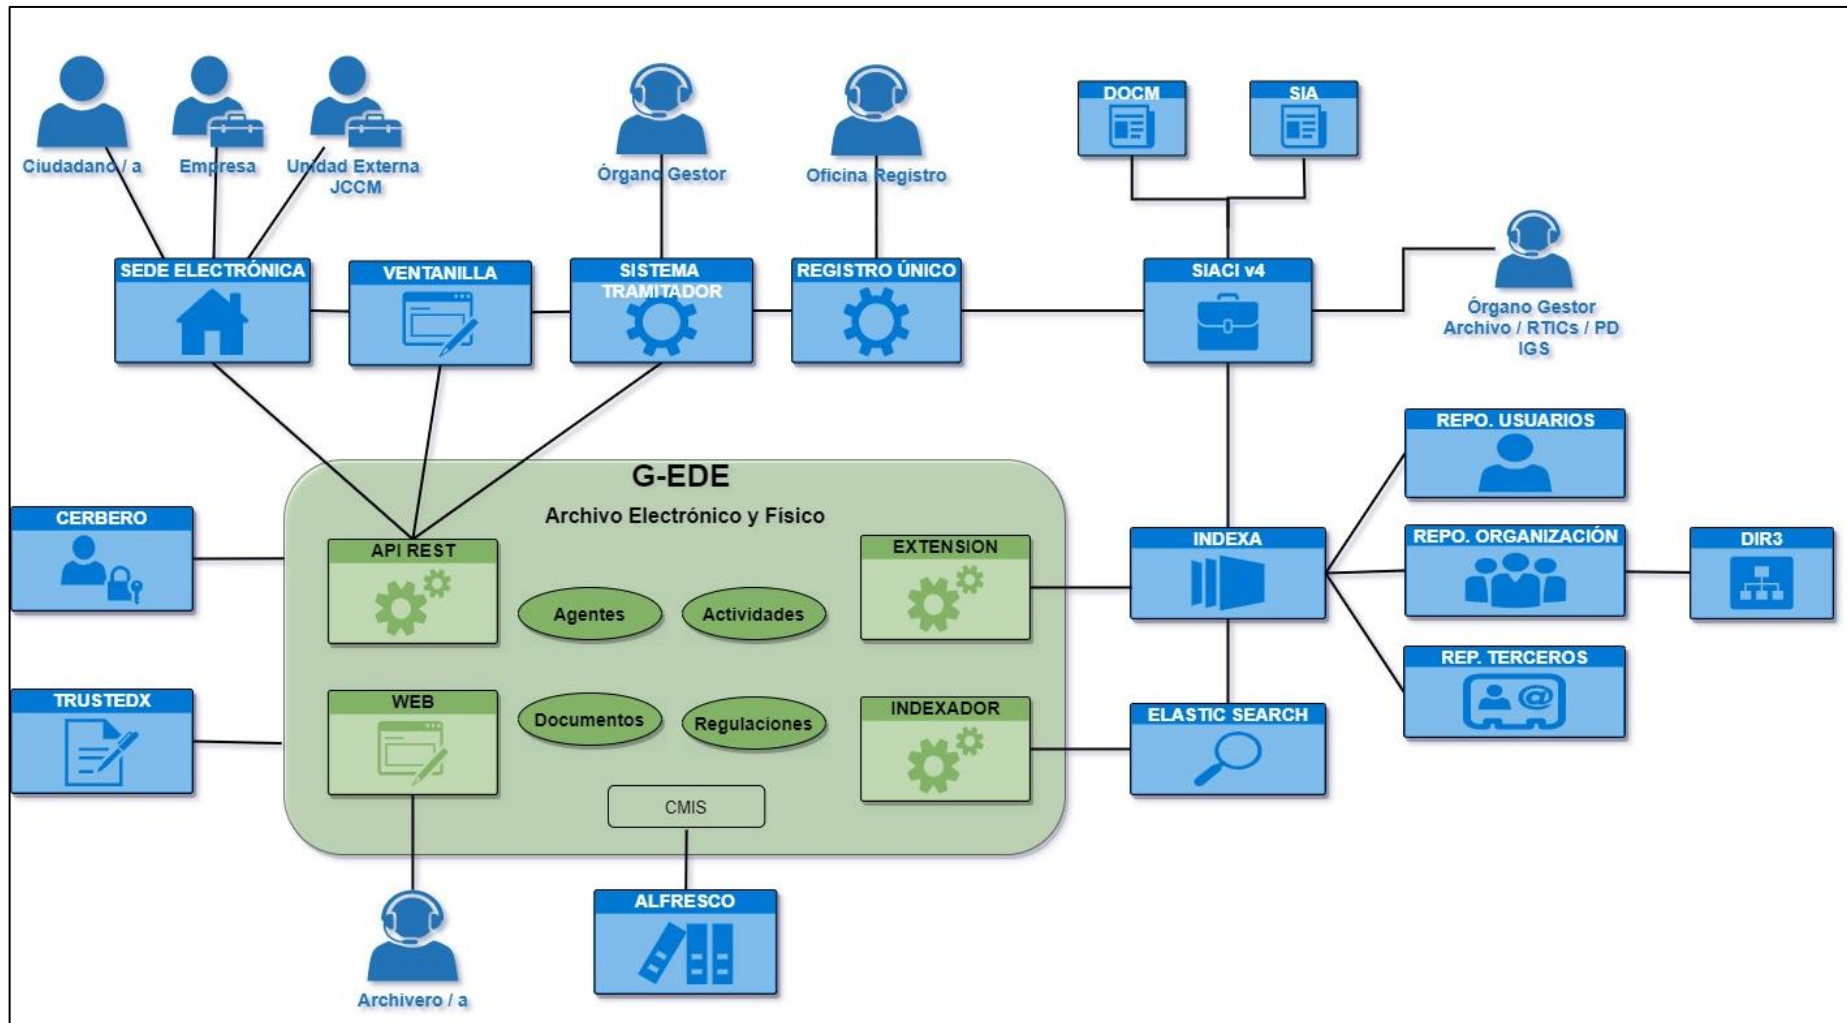 DOCM
SIA
Ciudadano / a
Empresa
Unidad Externa
JCCM
Órgano Gestor
Oficina Registro
SEDE ELECTRÓNICA
VENTANILLA
SISTEMA
TRAMITADOR
REGISTRO ÚNICO
SIACI v4
Órgano Gestor
Archivo / RTICs / PD
IGS
REPO. USUARIOS
G-EDE
Archivo Electrónico y Físico
CERBERO
API REST
EXTENSION
INDEXA
REPO. ORGANIZACIÓN
DIR3
Agentes
Actividades
TRUSTEDX
WEB
Documentos
Regulaciones
INDEXADOR
ELASTIC SEARCH
REP. TERCEROS
CMIS
ALFRESCO
Archivero / a